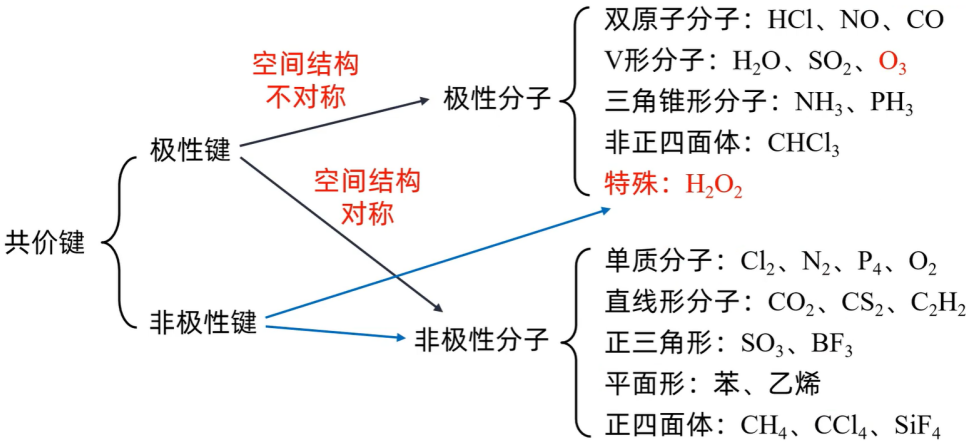 共价键
极性键
非极性键
空间结构
不对称
空间结构
对称
极性分子
双原子分子：HCl、NO、CO
V形分子：H₂O、SO₂、O₃
三角锥形分子：NH₃、PH₃
非正四面体：CHCl₃
特殊：H₂O₂
非极性分子
单质分子：Cl₂、N₂、P₄、O₂
直线形分子：CO₂、CS₂、C₂H₂
正三角形：SO₃、BF₃
平面形：苯、乙烯
正四面体：CH₄、CCl₄、SiF₄